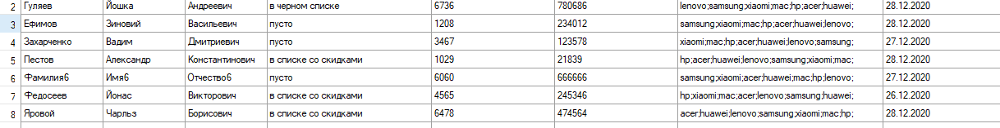 2 Гуляев Йошка Андреевич в черном списке 6736 780686 lenovo;samsung;xiaomi;mac;hp;acer;huawei; 28.12.2020
3 Ефимов Зиновий Васильевич пусто 1208 234012 samsung;xiaomi;mac;hp;acer;huawei;lenovo; 28.12.2020
4 Захарченко Вадим Дмитриевич пусто 3467 123578 xiaomi;mac;hp;acer;huawei;lenovo;samsung; 27.12.2020
5 Пестов Александр Константинович в списке со скидками 1029 21839 hp;acer;huawei;lenovo;samsung;xiaomi;mac; 28.12.2020
6 Фамилия6 Имя6 Отчество6 пусто 6060 666666 samsung;xiaomi;acer;huawei;mac;hp;lenovo; 27.12.2020
7 Федосеев Йонас Викторович в списке со скидками 4565 245346 hp;xiaomi;mac;acer;lenovo;samsung;huawei; 26.12.2020
8 Яровой Чарльз Борисович в списке со скидками 6478 474564 acer;huawei;lenovo;samsung;xiaomi;mac;hp; 28.12.2020